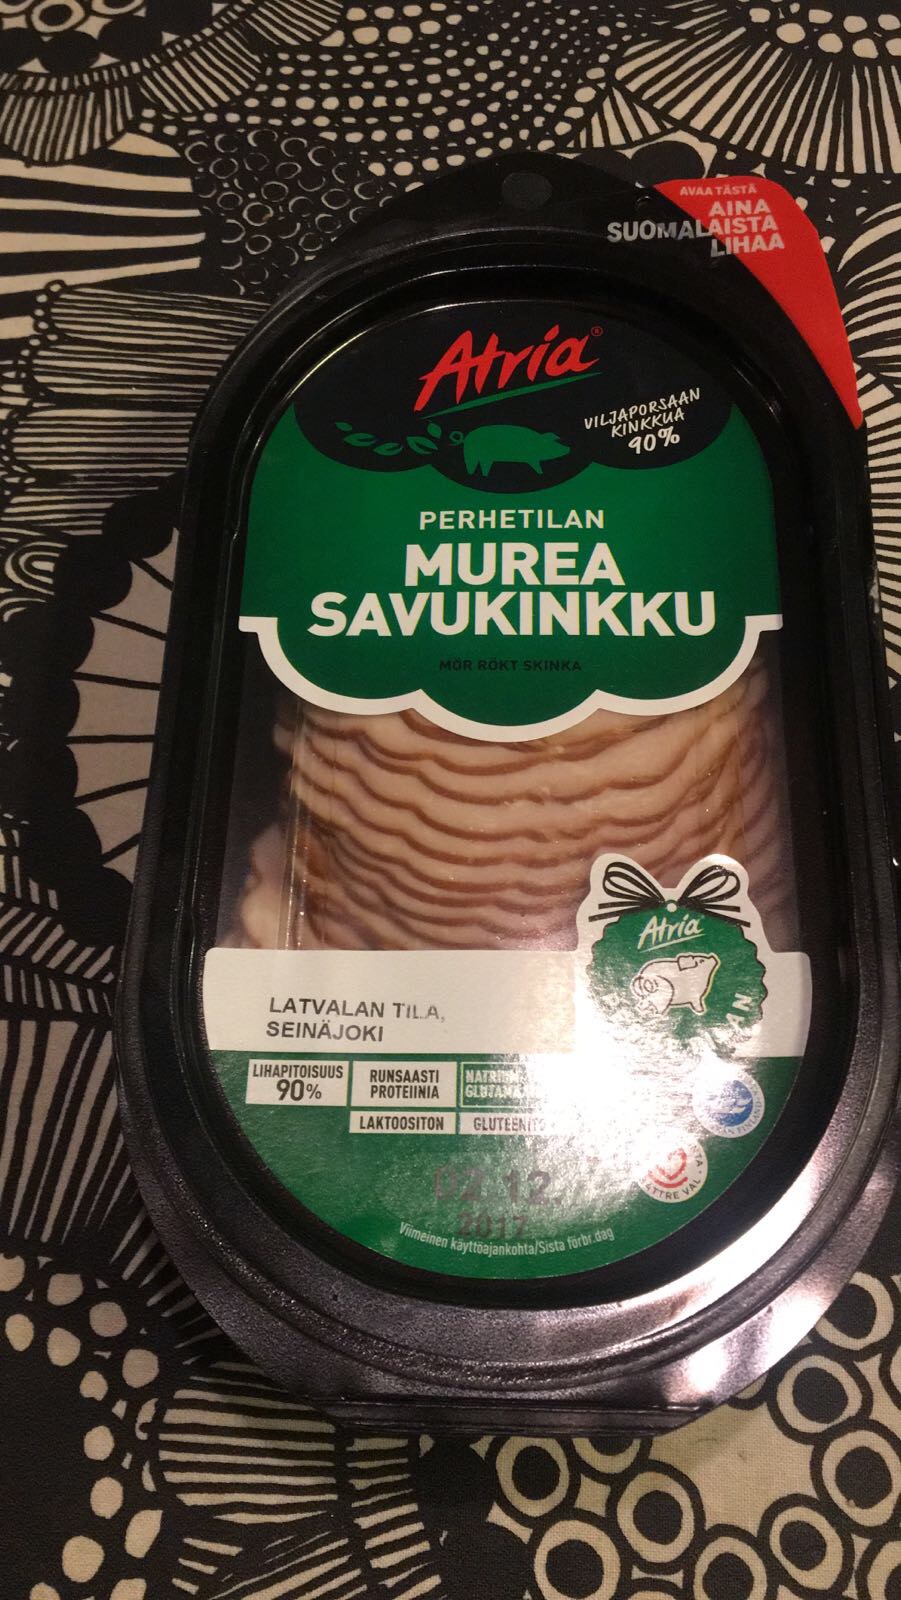 AVAA TÄSTÄ
AINA
SUOMALAISTA
LIHAA
Atria®
VILJAPORSAAN
KINKKUA
90%
PERHETILAN
MUREA
SAVUKINKKU
MÖR RÖKT SKINKA
Atria
LATVALAN TILA,
SEINÄJOKI
LIHAPITOISUUS
90%
RUNSAASTI
PROTEIINIA
LAKTOOSITON
02.12.
2017
Viimeinen käyttöajankohta/Sista förbr.dag